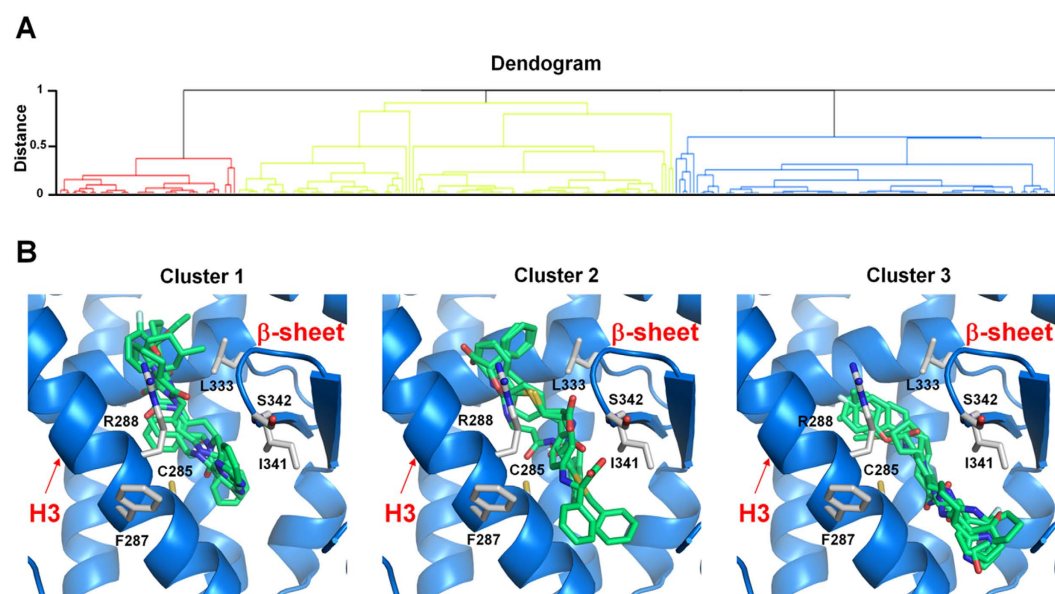 A
Dendogram
Distance
1
0.5
0
B
Cluster 1
Cluster 2
Cluster 3
β-sheet
L333
S342
R288
C285
I341
H3
F287
β-sheet
L333
S342
R288
C285
I341
H3
F287
β-sheet
L333
S342
R288
C285
I341
H3
F287